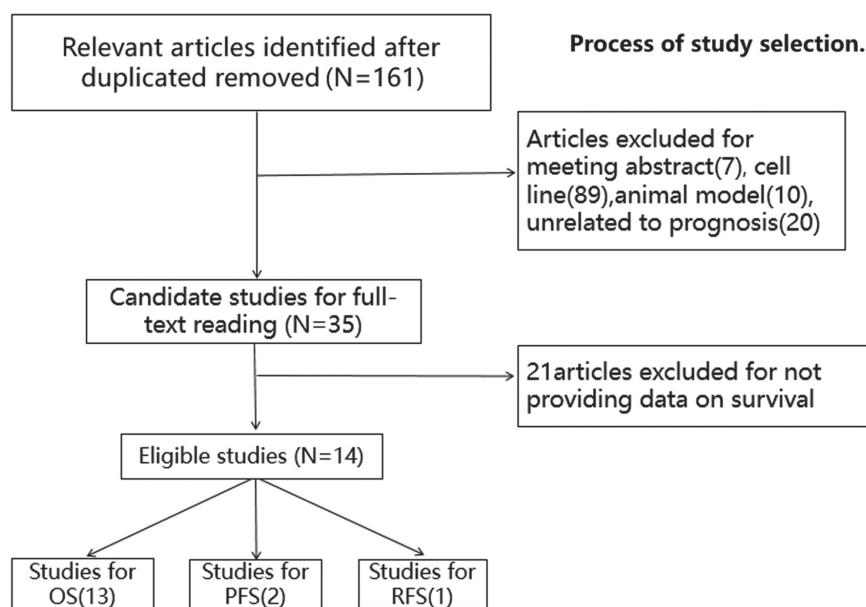 Relevant articles identified after
duplicated removed (N=161)
Process of study selection.
Articles excluded for
meeting abstract(7), cell
line(89),animal model(10),
unrelated to prognosis(20)
Candidate studies for full-
text reading (N=35)
21articles excluded for not
providing data on survival
Eligible studies (N=14)
Studies for
OS(13)
Studies for
PFS(2)
Studies for
RFS(1)